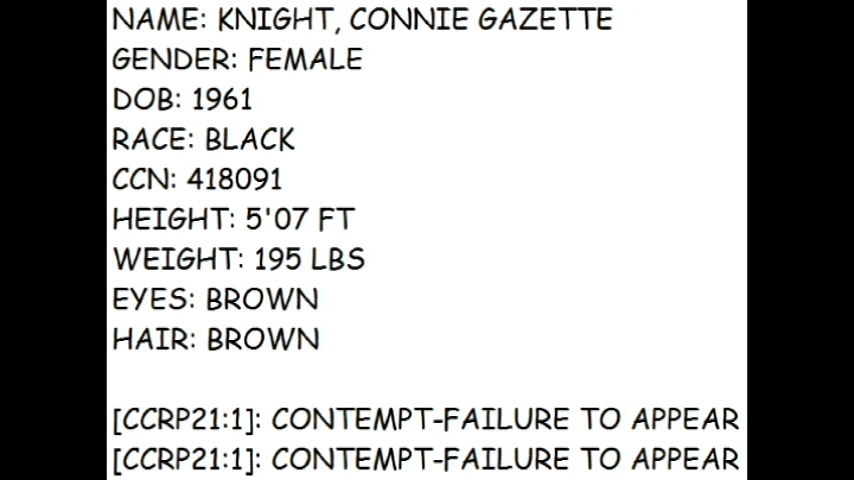 NAME: KNIGHT, CONNIE GAZETTE
GENDER: FEMALE
DOB: 1961
RACE: BLACK
CCN: 418091
HEIGHT: 5'07 FT
WEIGHT: 195 LBS
EYES: BROWN
HAIR: BROWN
[CCRP21:1]: CONTEMPT-FAILURE TO APPEAR
[CCRP21:1]: CONTEMPT-FAILURE TO APPEAR